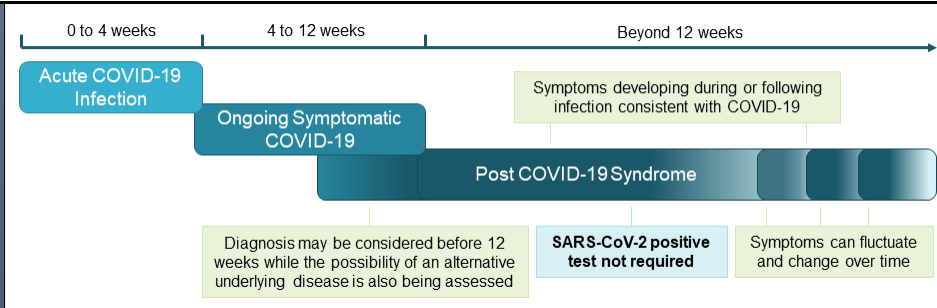 0 to 4 weeks
4 to 12 weeks
Beyond 12 weeks
Acute COVID-19
Infection
Symptoms developing during or following
infection consistent with COVID-19
Ongoing Symptomatic
COVID-19
Post COVID-19 Syndrome
Diagnosis may be considered before 12
weeks while the possibility of an alternative
underlying disease is also being assessed
SARS-CoV-2 positive
test not required
Symptoms can fluctuate
and change over time